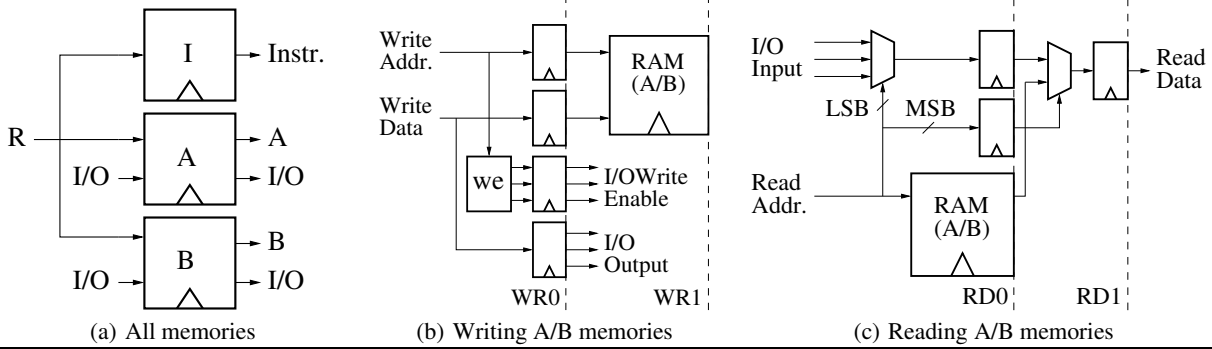 I
Instr.
R
A
A
I/O
I/O
B
B
I/O
I/O
(a) All memories
Write
Addr.
Write
Data
RAM
(A/B)
we
I/OWrite
Enable
I/O
Output
WR0
WR1
(b) Writing A/B memories
I/O
Input
LSB
MSB
Read
Data
Read
Addr.
RAM
(A/B)
RD0
RD1
(c) Reading A/B memories